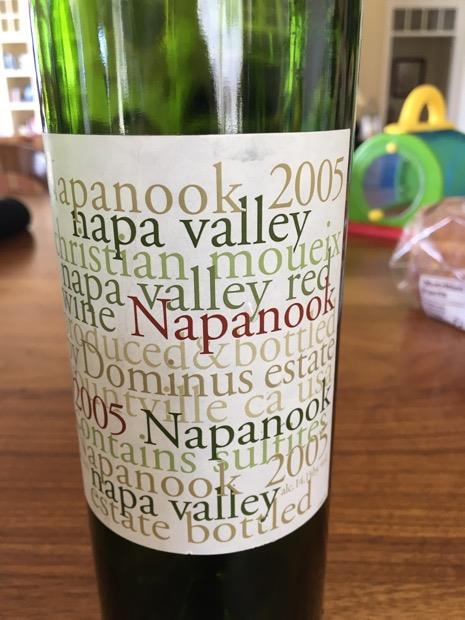 apanook 2005
napa valley
christian moueix
napa valley red
wine Napanook
produced & bottled
by Dominus estate
yountville ca usa
2005 Napanook
contains sulfites
napanook 2005
napa valley
estate bottled